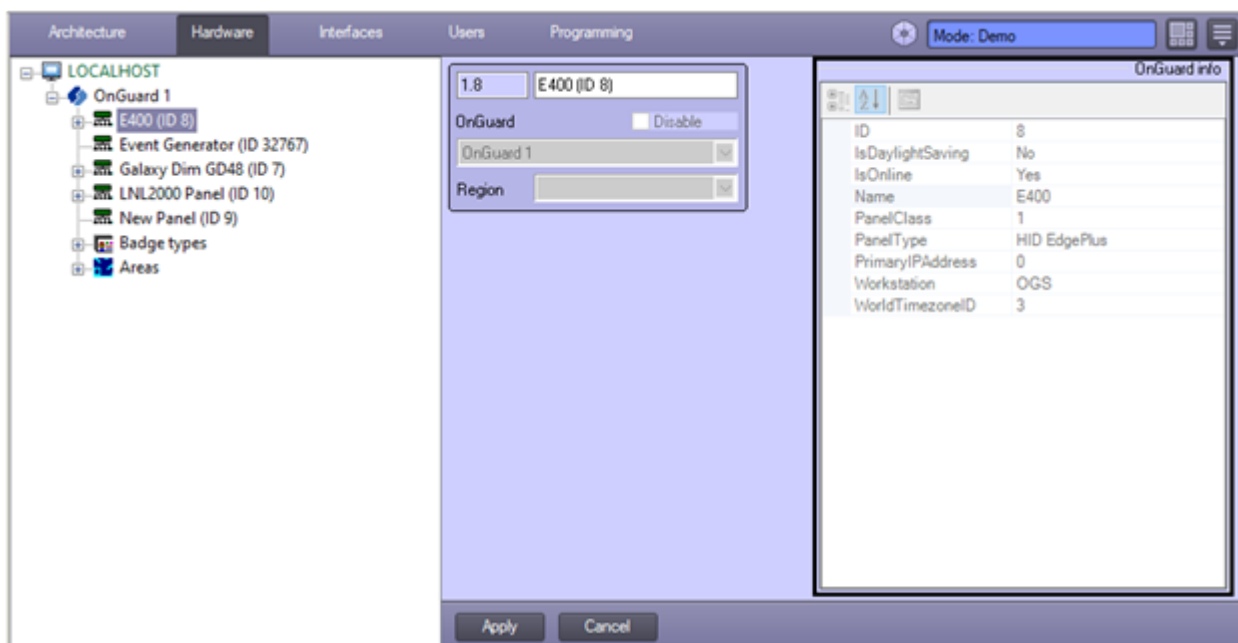 Architecture Hardware Interfaces Users Programming Mode: Demo
LOCALHOST
OnGuard 1
E400 (ID 8)
Event Generator (ID 32767)
Galaxy Dim GD48 (ID 7)
LNL2000 Panel (ID 10)
New Panel (ID 9)
Badge types
Areas
1.8 E400 (ID 8)
OnGuard Disable
OnGuard 1
Region
OnGuard info
ID 8
IsDaylightSaving No
IsOnline Yes
Name E400
PanelClass 1
PanelType HID EdgePlus
PrimaryIPAddress 0
Workstation OGS
WorldTimezoneID 3
Apply Cancel